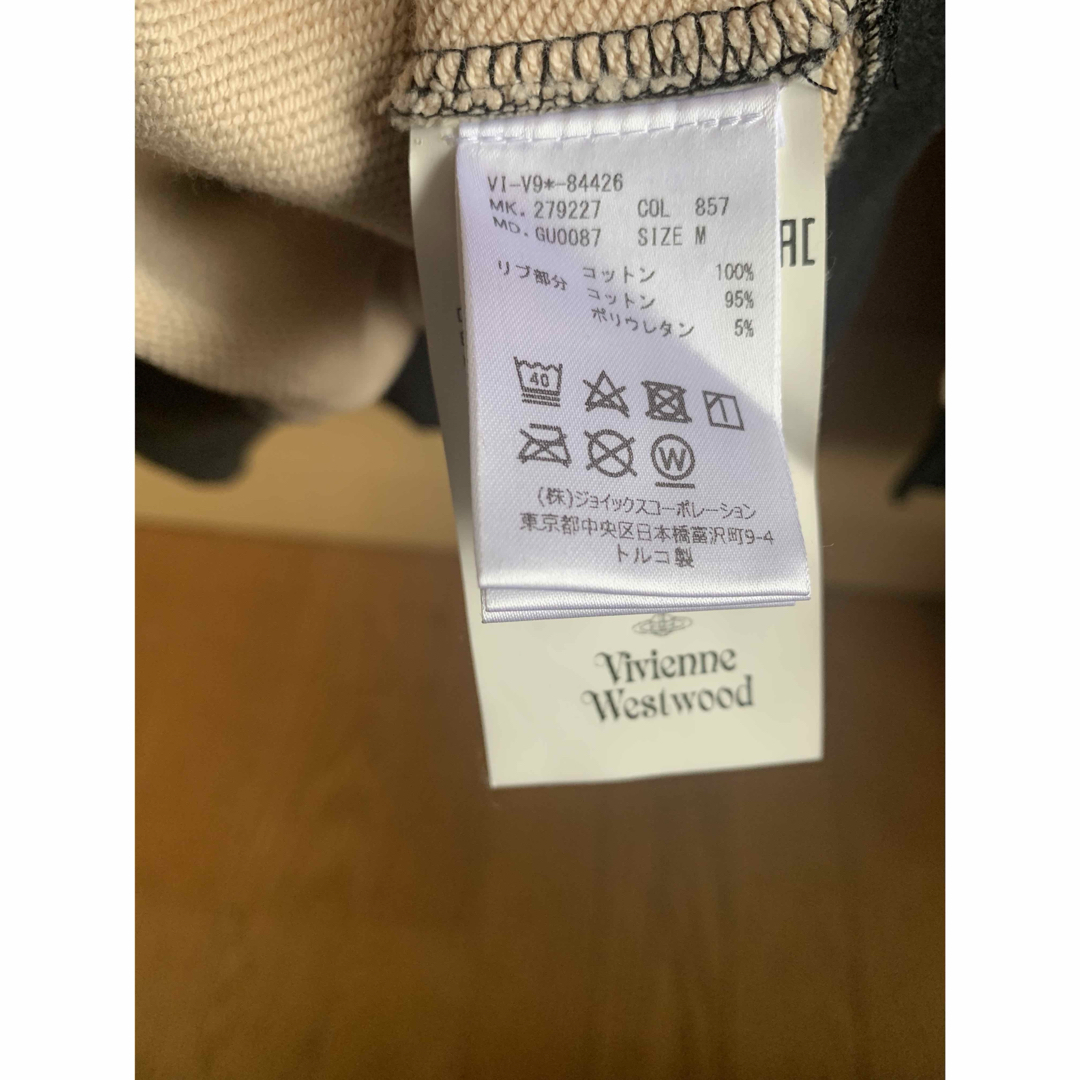 VI-V9*-84426
MK. 279227 COL 857
MD. GU0087 SIZE M
コットン 100%
リブ部分 コットン 95%
ポリウレタン 5%
40
W
(株)ジョイックスコーポレーション
東京都中央区日本橋富沢町9-4
トルコ製
Vivienne
Westwood